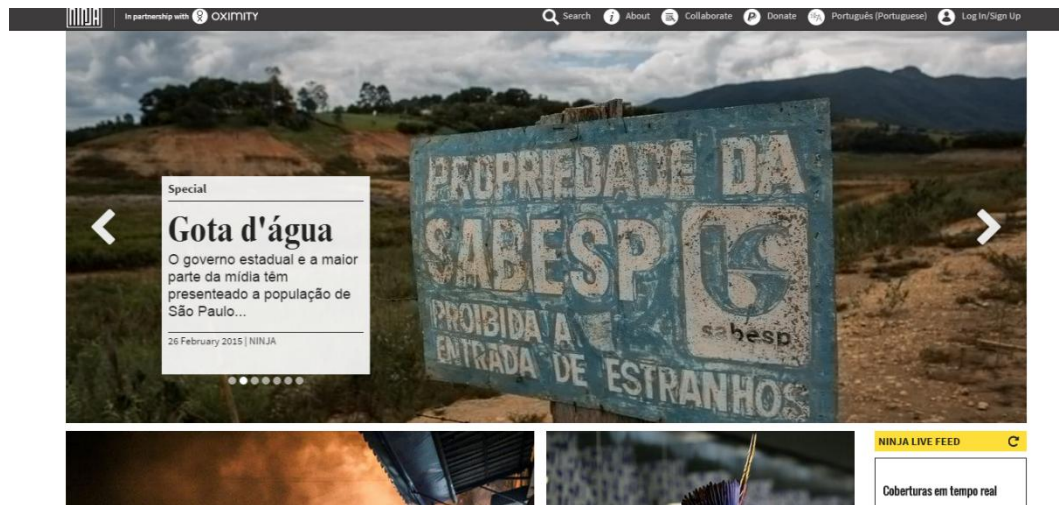 NINJA
In partnership with OXIMITY
Search
About
Collaborate
Donate
Português (Portuguese)
Log In/Sign Up
Special
Gota d'água
O governo estadual e a maior
parte da mídia têm
presenteado a população de
São Paulo...
26 February 2015 | NINJA
PROPRIEDADE DA
SABESP
sabesp
PROIBIDA A
ENTRADA DE ESTRANHOS
NINJA LIVE FEED
Coberturas em tempo real